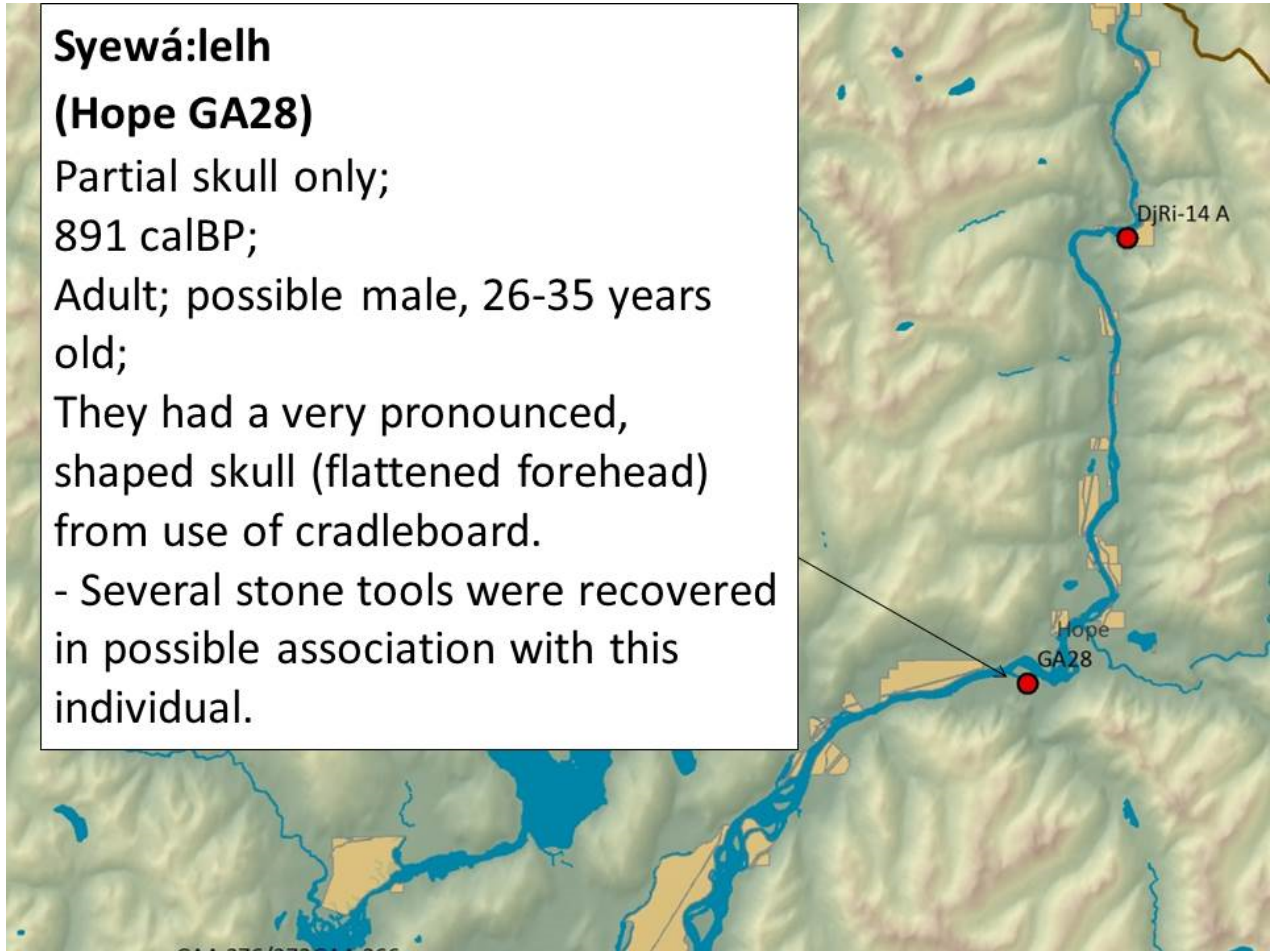 Syewá:lelh
(Hope GA28)
Partial skull only;
891 calBP;
Adult; possible male, 26-35 years
old;
They had a very pronounced,
shaped skull (flattened forehead)
from use of cradleboard.
- Several stone tools were recovered
in possible association with this
individual.
DjRi-14 A
Hope
GA28